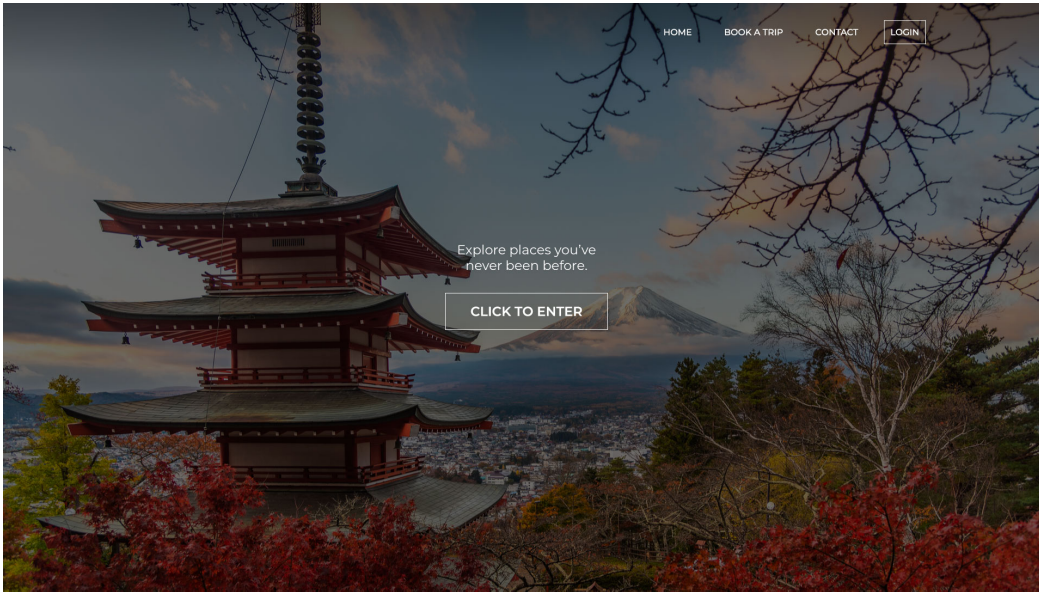 HOME BOOK A TRIP CONTACT LOGIN
Explore places you've
never been before.
CLICK TO ENTER